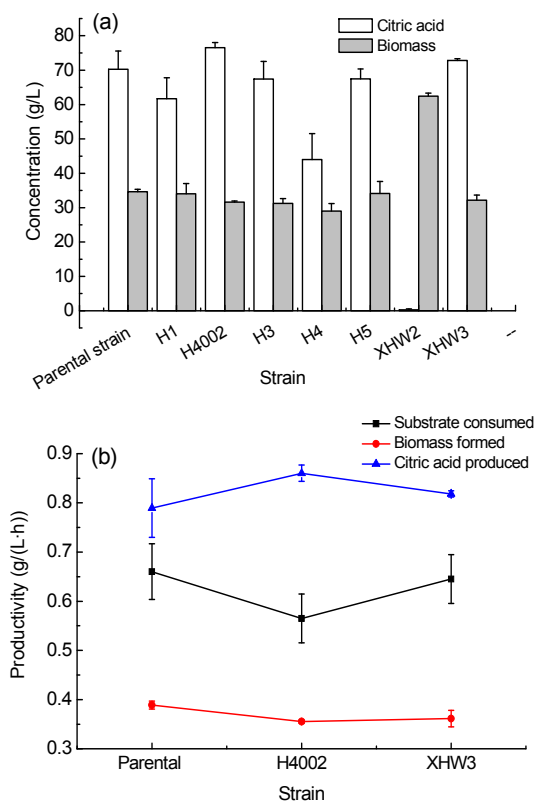 (a)
Citric acid
Biomass
Concentration (g/L)
80
70
60
50
40
30
20
10
0
Parental strain
H1
H4002
H3
H4
H5
XHW2
XHW3
--
Strain
Substrate consumed
Biomass formed
Citric acid produced
(b)
Productivity (g/(L·h))
0.9
0.8
0.7
0.6
0.5
0.4
0.3
Parental
H4002
XHW3
Strain